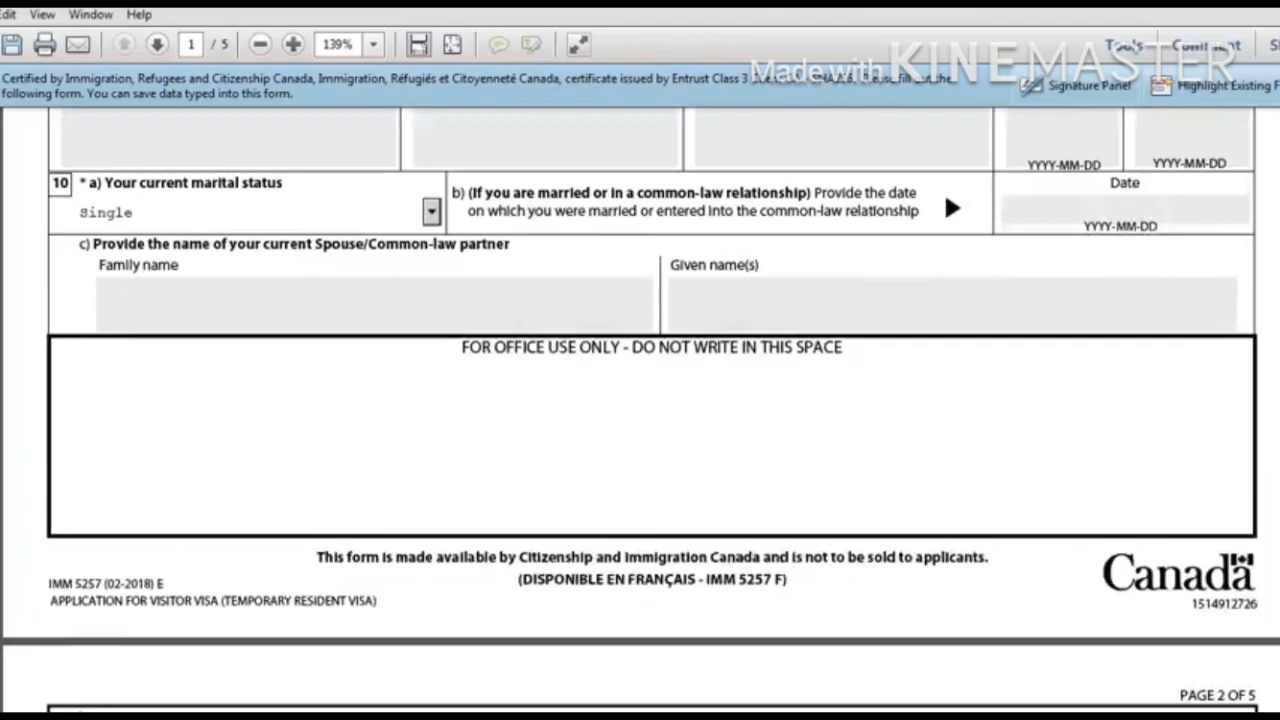 Edit View Window Help
1 / 5 139% Tools Comment
Made with KINEMASTER
Certified by Immigration, Refugees and Citizenship Canada, Immigration, Réfugiés et Citoyenneté Canada, certificate issued by Entrust Class 3 fill out the
following form. You can save data typed into this form.
Signature Panel Highlight Existing F
YYYY-MM-DD YYYY-MM-DD
10 * a) Your current marital status
Single
b) (If you are married or in a common-law relationship) Provide the date
on which you were married or entered into the common-law relationship
Date
YYYY-MM-DD
c) Provide the name of your current Spouse/Common-law partner
Family name Given name(s)
FOR OFFICE USE ONLY - DO NOT WRITE IN THIS SPACE
This form is made available by Citizenship and Immigration Canada and is not to be sold to applicants.
(DISPONIBLE EN FRANÇAIS - IMM 5257 F)
IMM 5257 (02-2018) E
APPLICATION FOR VISITOR VISA (TEMPORARY RESIDENT VISA)
Canada
1514912726
PAGE 2 OF 5